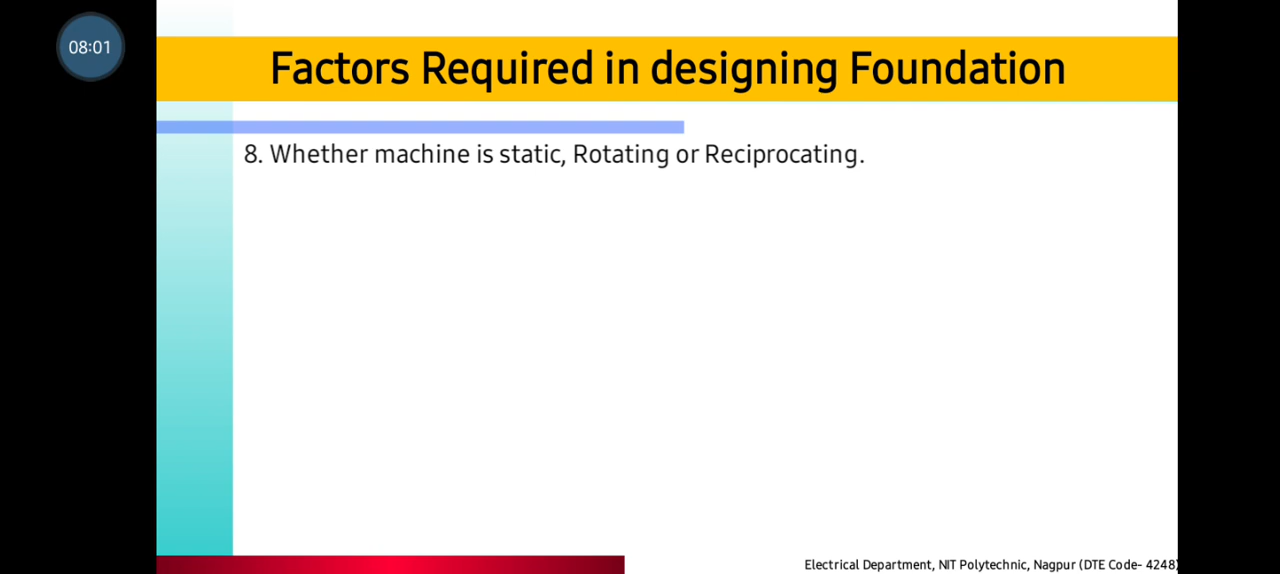 08:01
Factors Required in designing Foundation
8. Whether machine is static, Rotating or Reciprocating.
Electrical Department, NIT Polytechnic, Nagpur (DTE Code- 4248)